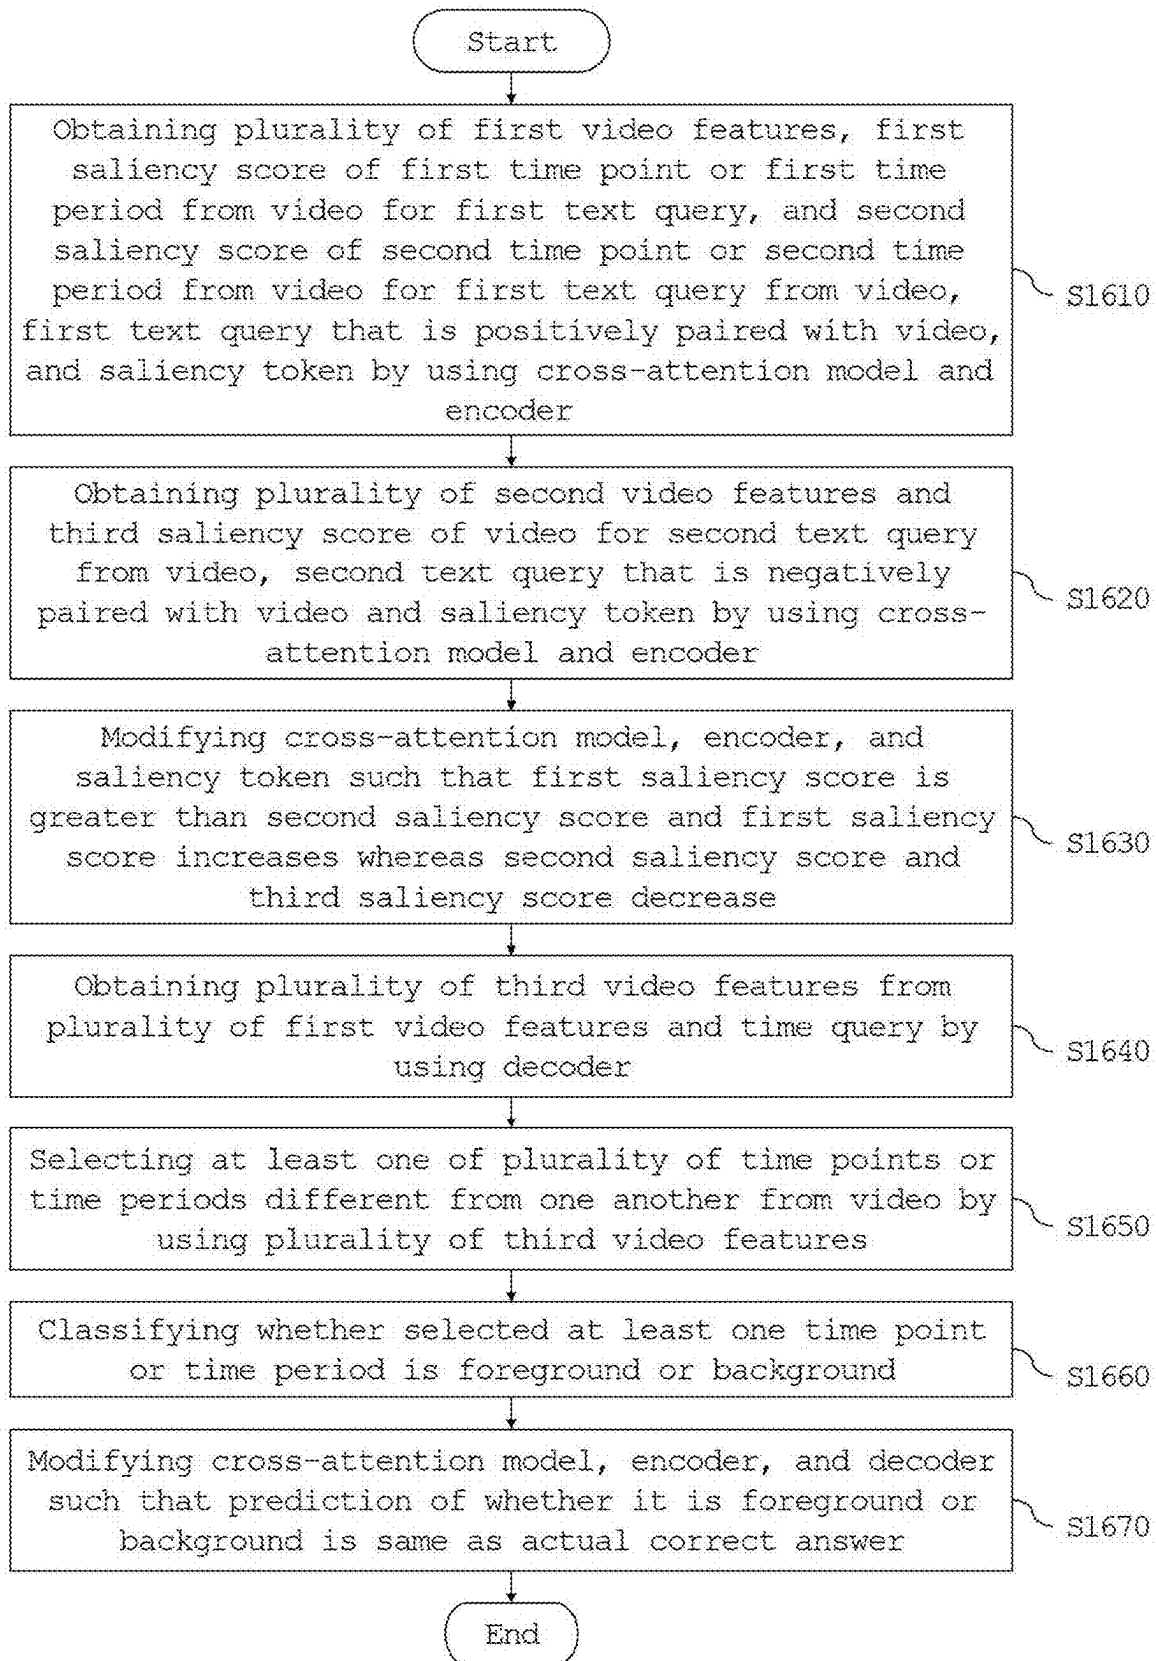 Start
Obtaining plurality of first video features, first
saliency score of first time point or first time
period from video for first text query, and second
saliency score of second time point or second time
period from video for first text query from video,
first text query that is positively paired with video,
and saliency token by using cross-attention model and
encoder
S1610
Obtaining plurality of second video features and
third saliency score of video for second text query
from video, second text query that is negatively
paired with video and saliency token by using cross-
attention model and encoder
S1620
Modifying cross-attention model, encoder, and
saliency token such that first saliency score is
greater than second saliency score and first saliency
score increases whereas second saliency score and
third saliency score decrease
S1630
Obtaining plurality of third video features from
plurality of first video features and time query by
using decoder
S1640
Selecting at least one of plurality of time points or
time periods different from one another from video by
using plurality of third video features
S1650
Classifying whether selected at least one time point
or time period is foreground or background
S1660
Modifying cross-attention model, encoder, and decoder
such that prediction of whether it is foreground or
background is same as actual correct answer
S1670
End